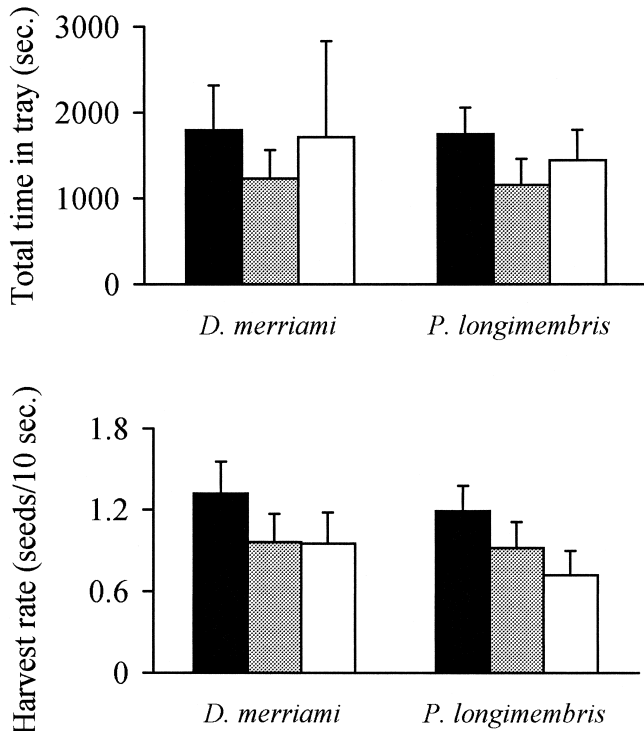 Total time in tray (sec.)
3000
2000
1000
0
D. merriami
P. longimembris
Harvest rate (seeds/10 sec.)
1.8
1.2
0.6
0
D. merriami
P. longimembris